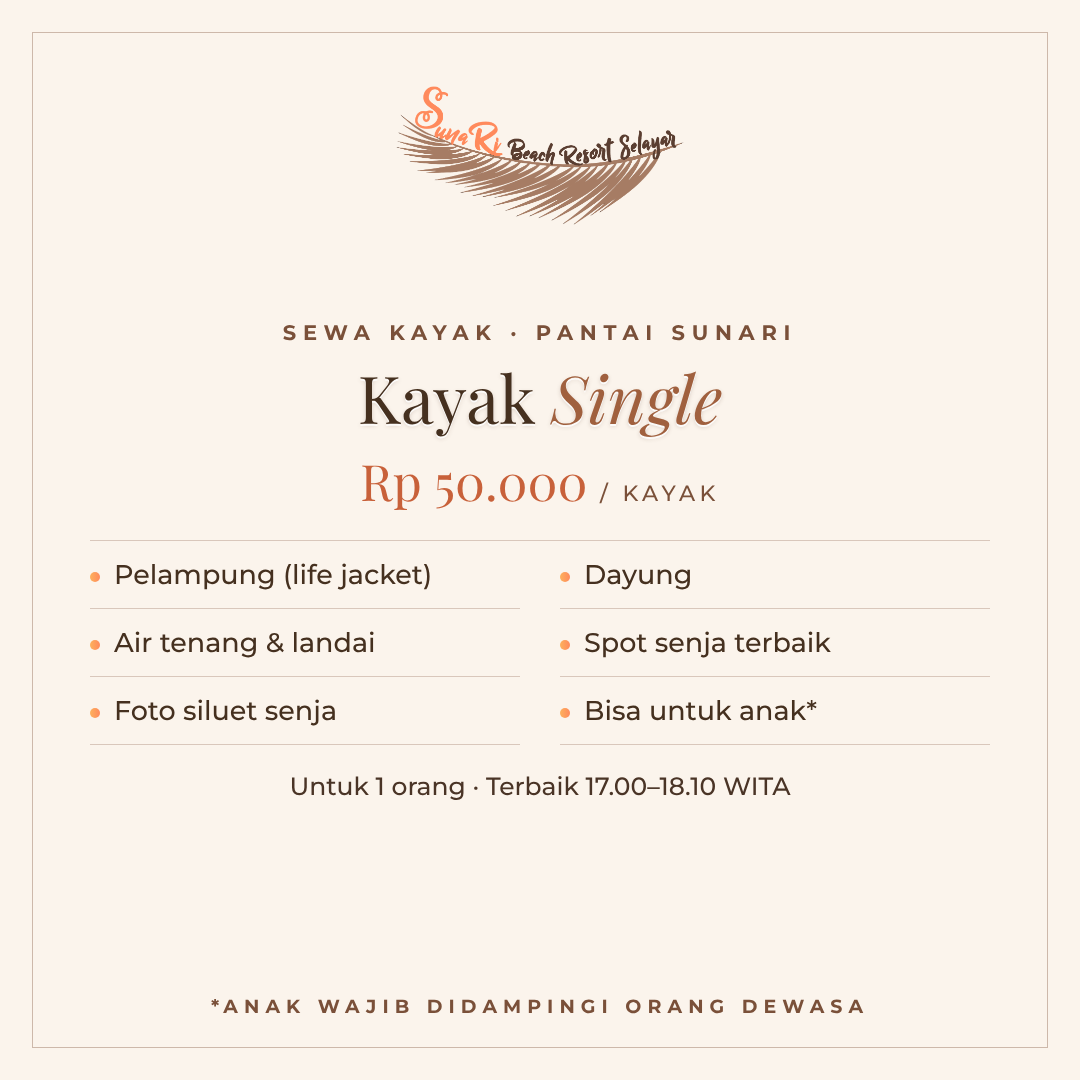 SunaRi Beach Resort Selayar
SEWA KAYAK · PANTAI SUNARI
Kayak Single
Rp 50.000 / KAYAK
Pelampung (life jacket)
Dayung
Air tenang & landai
Spot senja terbaik
Foto siluet senja
Bisa untuk anak*
Untuk 1 orang · Terbaik 17.00–18.10 WITA
*ANAK WAJIB DIDAMPINGI ORANG DEWASA